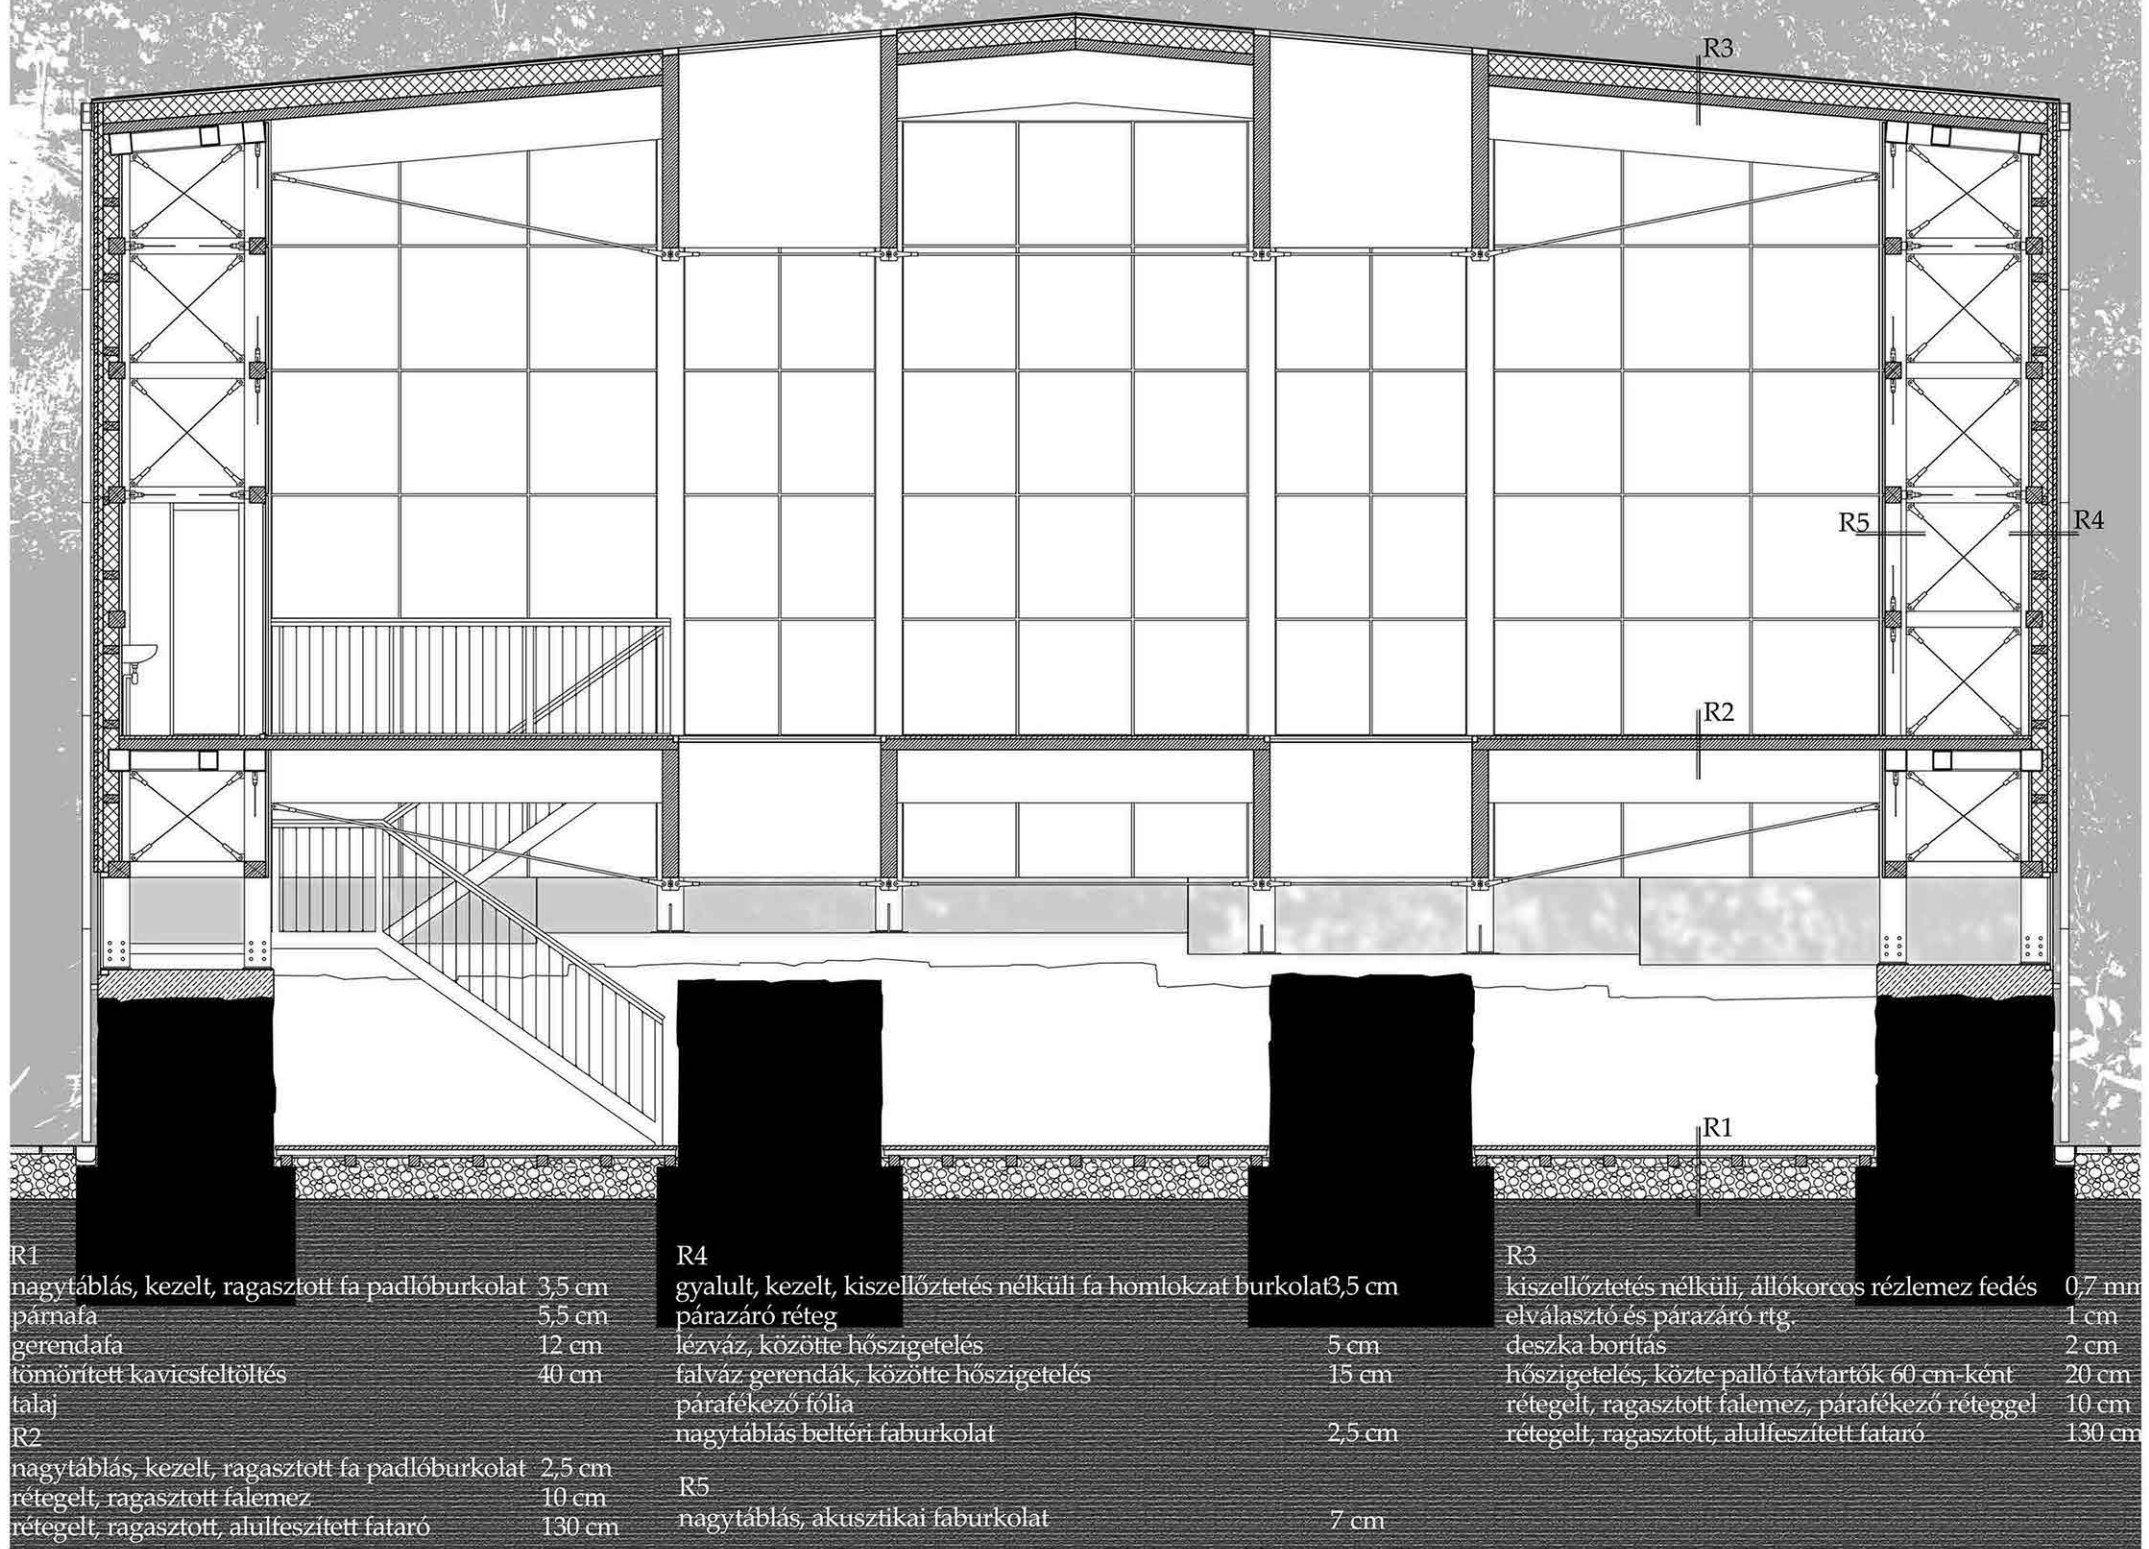 R3
R5
R4
R2
R1
R1
nagytáblás, kezelt, ragasztott fa padlóburkolat 3,5 cm
párnafa 5,5 cm
gerendafa 12 cm
tömörített kavicsfeltöltés 40 cm
talaj
R2
nagytáblás, kezelt, ragasztott fa padlóburkolat 2,5 cm
rétegelt, ragasztott falemez 10 cm
rétegelt, ragasztott, alulfeszített fataró 130 cm
R4
gyalult, kezelt, kiszellőztetés nélküli fa homlokzat burkolat3,5 cm
párazáró réteg
lézváz, közötte hőszigetelés 5 cm
falváz gerendák, közötte hőszigetelés 15 cm
párafékező fólia
nagytáblás beltéri faburkolat 2,5 cm
R5
nagytáblás, akusztikai faburkolat 7 cm
R3
kiszellőztetés nélküli, állókorcos rézlemez fedés 0,7 mm
elválasztó és párazáró rtg. 1 cm
deszka borítás 2 cm
hőszigetelés, közte palló távtartók 60 cm-ként 20 cm
rétegelt, ragasztott falemez, párafékező réteggel 10 cm
rétegelt, ragasztott, alulfeszített fataró 130 cm